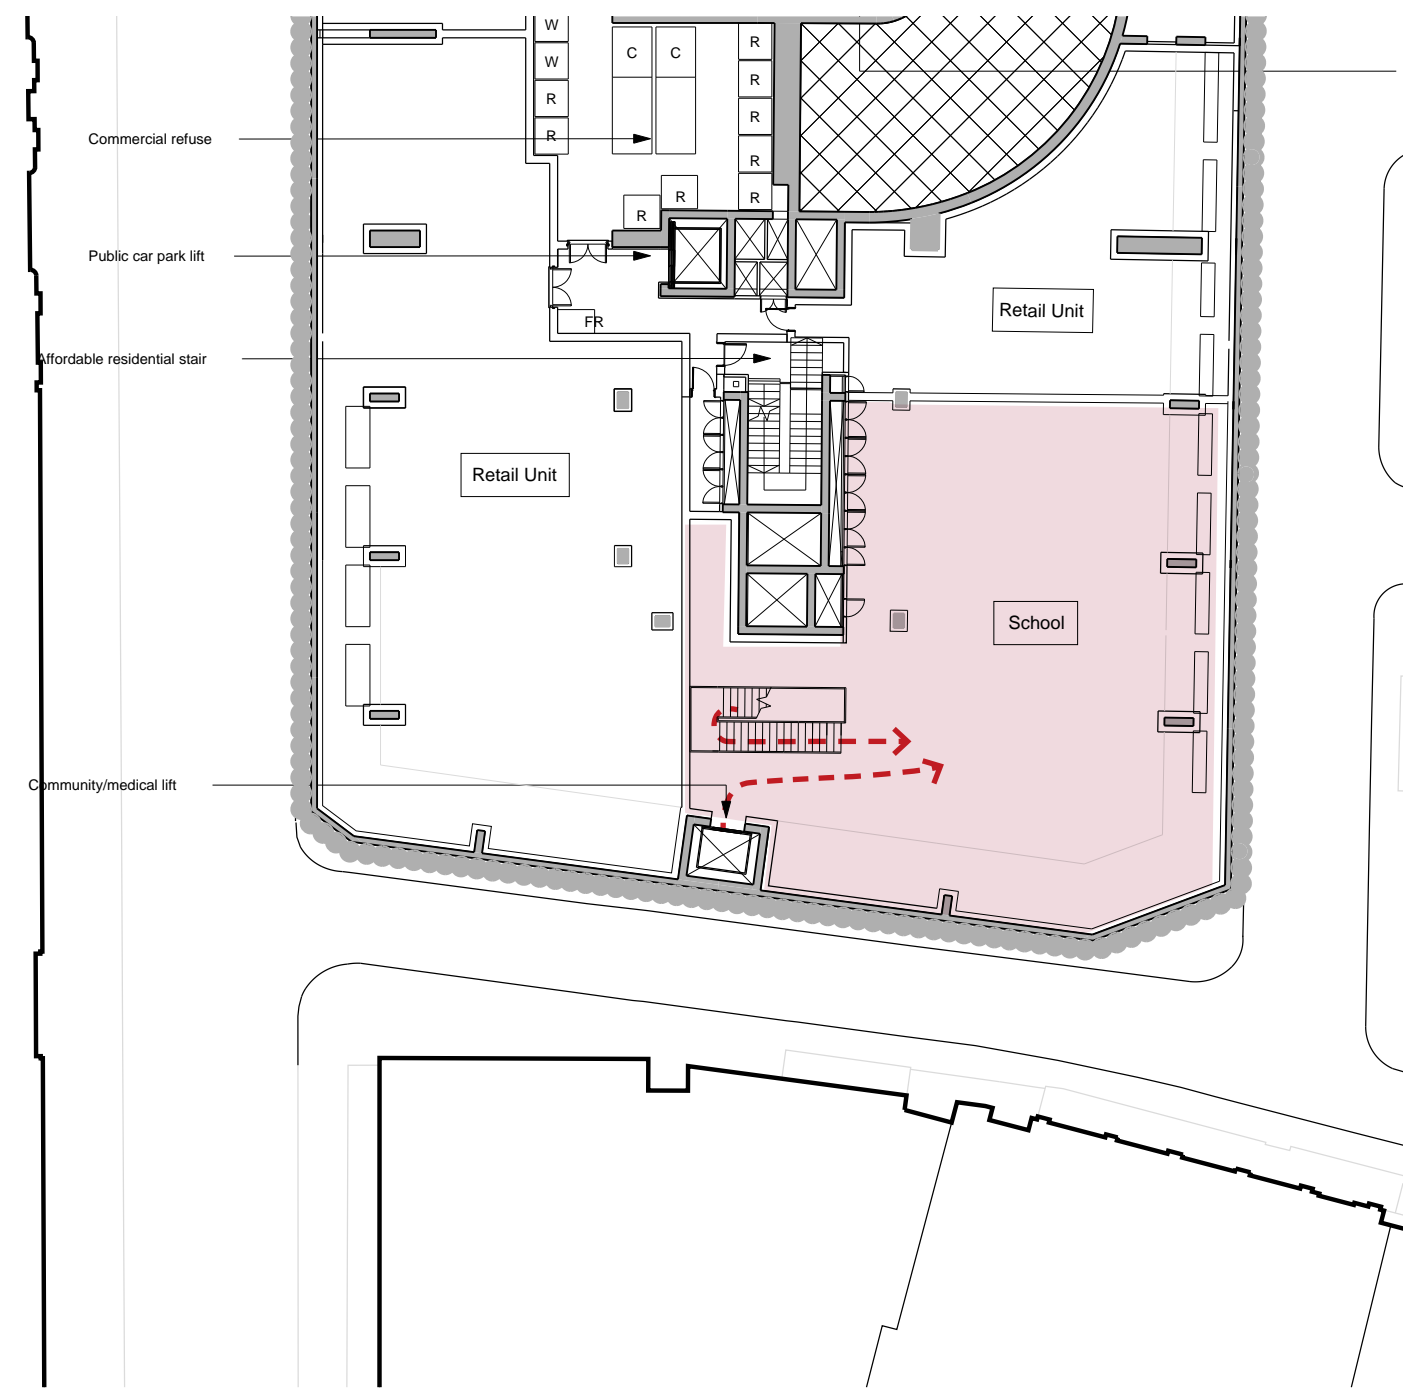 W
C
C
R
W
R
R
R
R
Commercial refuse
R
R
R
R
R
Public car park lift
Retail Unit
FR
Affordable residential stair
Retail Unit
School
Community/medical lift